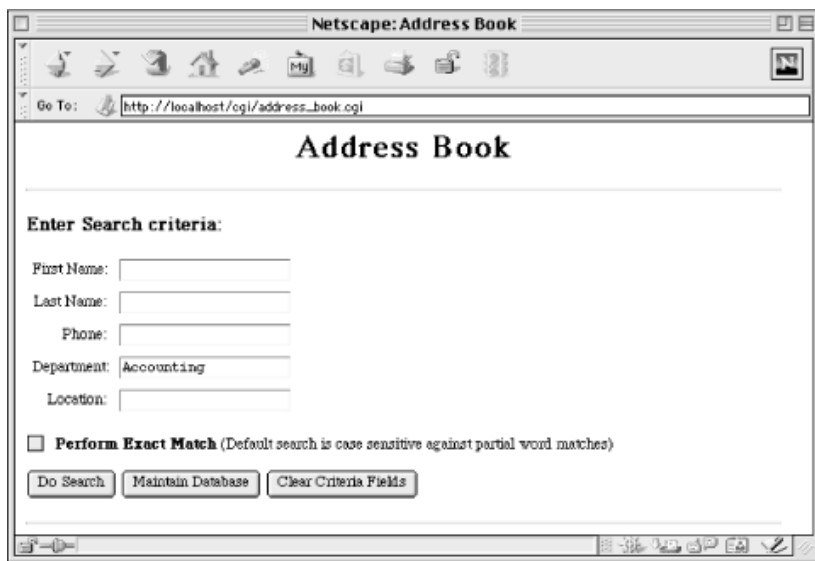 Netscape: Address Book
My
Go To: http://localhost/cgi/address_book.cgi
Address Book
Enter Search criteria:
First Name:
Last Name:
Phone:
Department: Accounting
Location:
Perform Exact Match (Default search is case sensitive against partial word matches)
Do Search Maintain Database Clear Criteria Fields